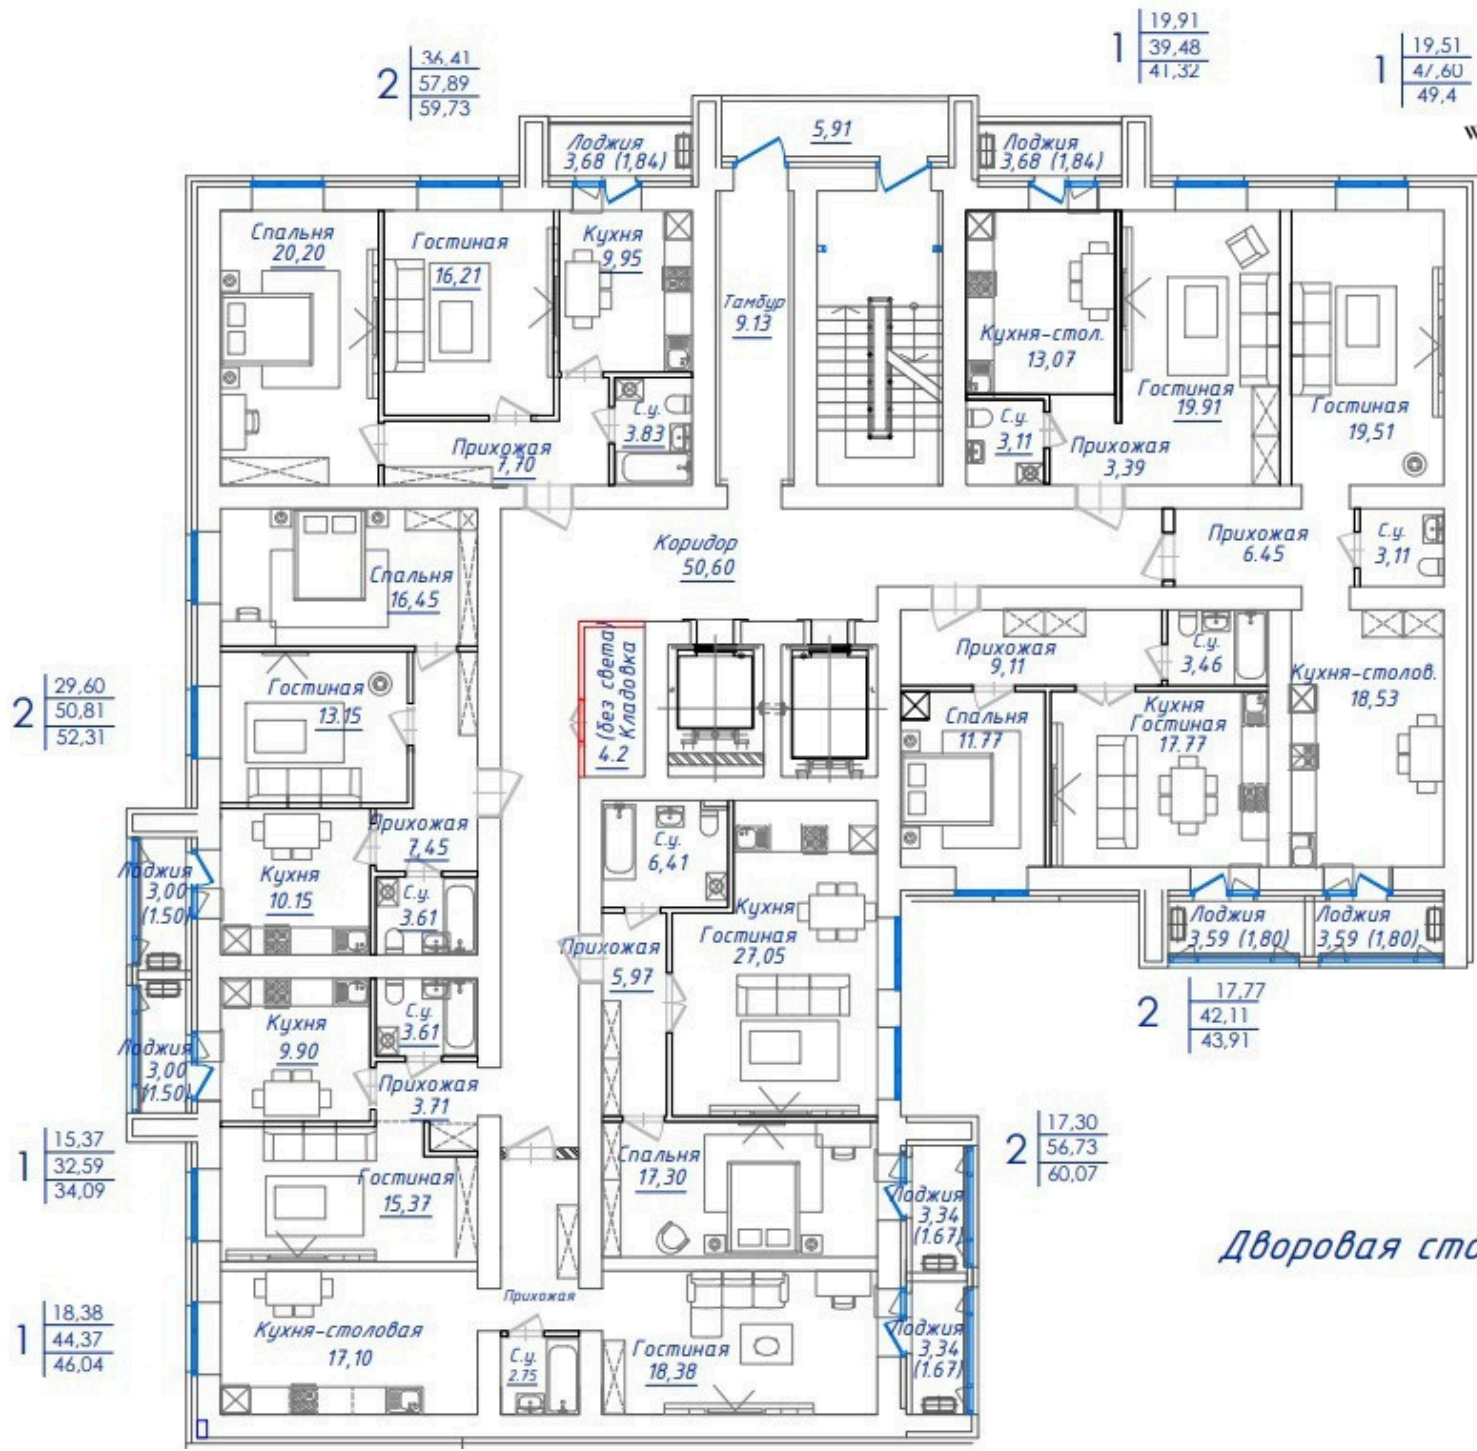 2
36,41
57,89
59,73
1
19,91
39,48
41,32
1
19,51
47,60
49,4
w
Лоджия
3,68 (1,84)
5,91
Лоджия
3,68 (1,84)
Спальня
20,20
Гостиная
16,21
Кухня
9,95
Тамбур
9.13
Кухня-стол.
13,07
Гостиная
19.91
Гостиная
19,51
С.у.
3.83
Прихожая
7,70
С.у.
3,11
Прихожая
3,39
Коридор
50,60
Прихожая
6.45
С.у.
3,11
Спальня
16,45
Прихожая
9,11
С.у.
3,46
Кухня-столов.
18,53
2
29,60
50,81
52,31
Гостиная
13.15
4.2
(без света)
Кладовка
Спальня
11.77
Кухня
Гостиная
17.77
Прихожая
7,45
С.у.
6,41
Лоджия
3,00
(1.50)
Кухня
10.15
С.у.
3.61
Кухня
Гостиная
27,05
Прихожая
5,97
Лоджия
3,59 (1,80)
Лоджия
3,59 (1,80)
2
17,77
42,11
43,91
Кухня
9.90
С.у.
3.61
Лоджия
3,00
(1.50)
Прихожая
3.71
1
15,37
32,59
34,09
Гостиная
15,37
Спальня
17,30
2
17,30
56,73
60,07
Лоджия
3,34
(1.67)
Дворовая сто
1
18,38
44,37
46,04
Кухня-столовая
17,10
Прихожая
С.у.
2.75
Гостиная
18,38
Лоджия
3,34
(1.67)